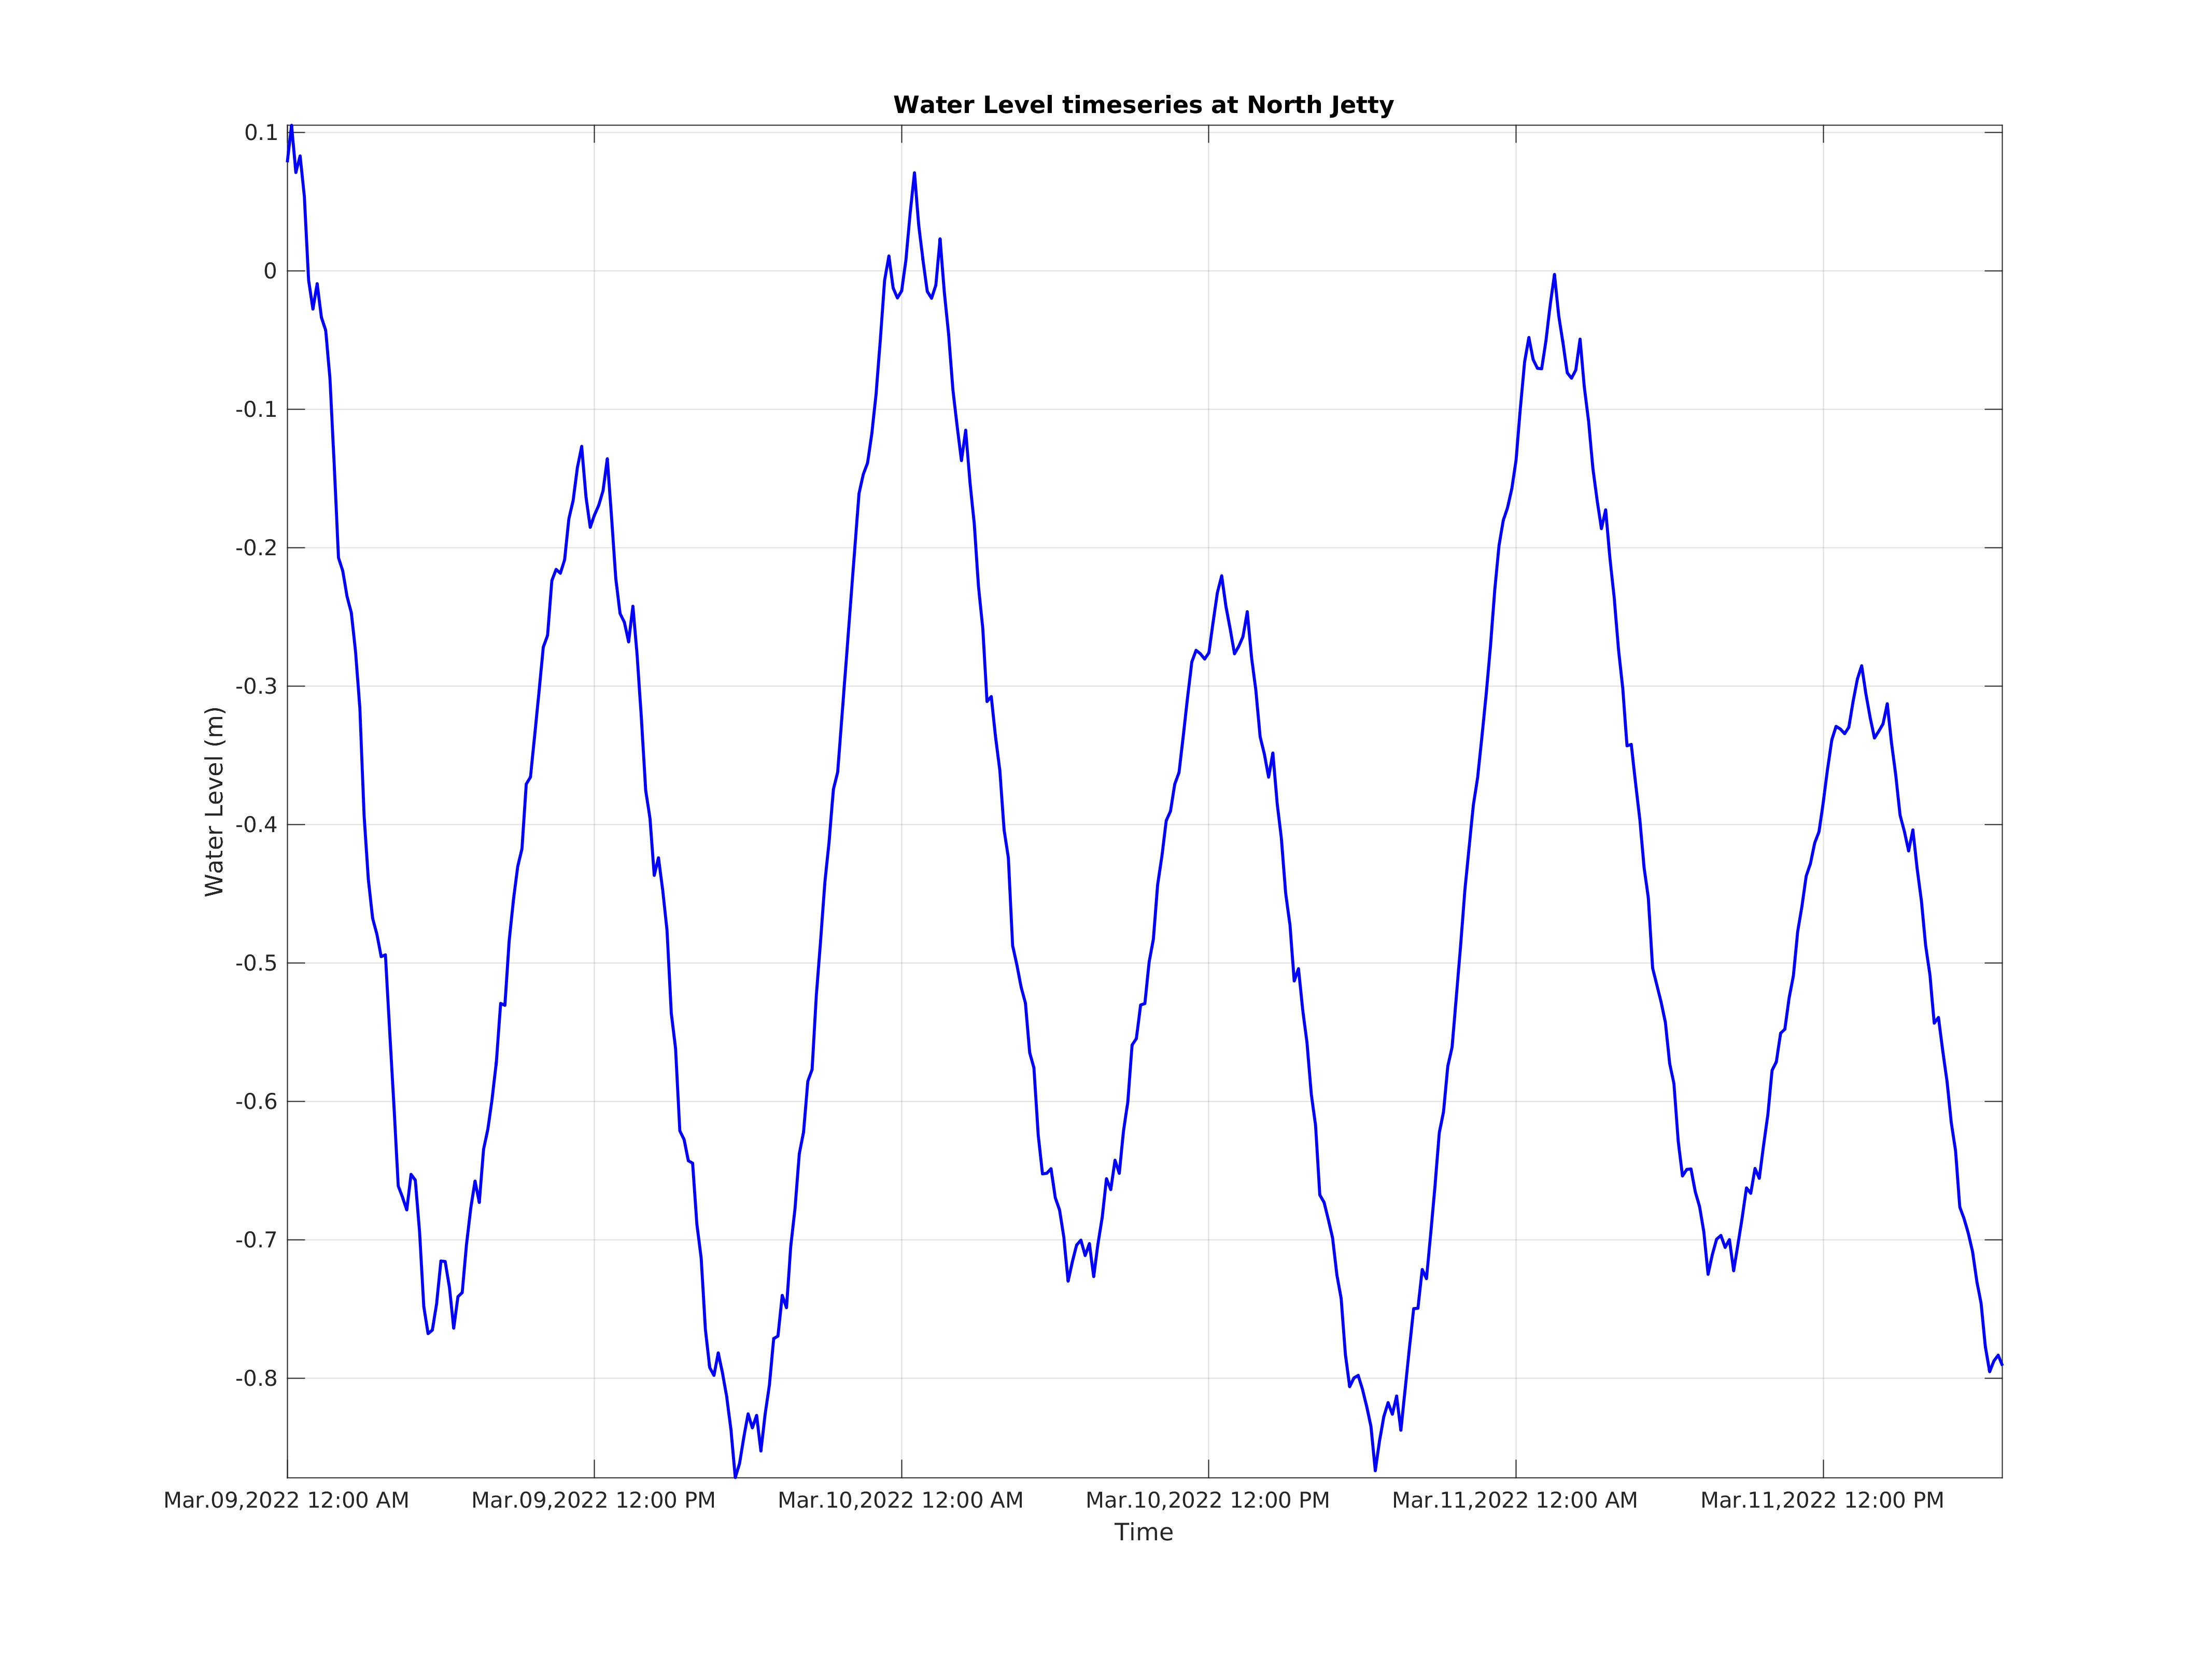 Water Level timeseries at North Jetty
0.1
0
-0.1
-0.2
-0.3
-0.4
-0.5
-0.6
-0.7
-0.8
Water Level (m)
Mar.09,2022 12:00 AM
Mar.09,2022 12:00 PM
Mar.10,2022 12:00 AM
Mar.10,2022 12:00 PM
Mar.11,2022 12:00 AM
Mar.11,2022 12:00 PM
Time